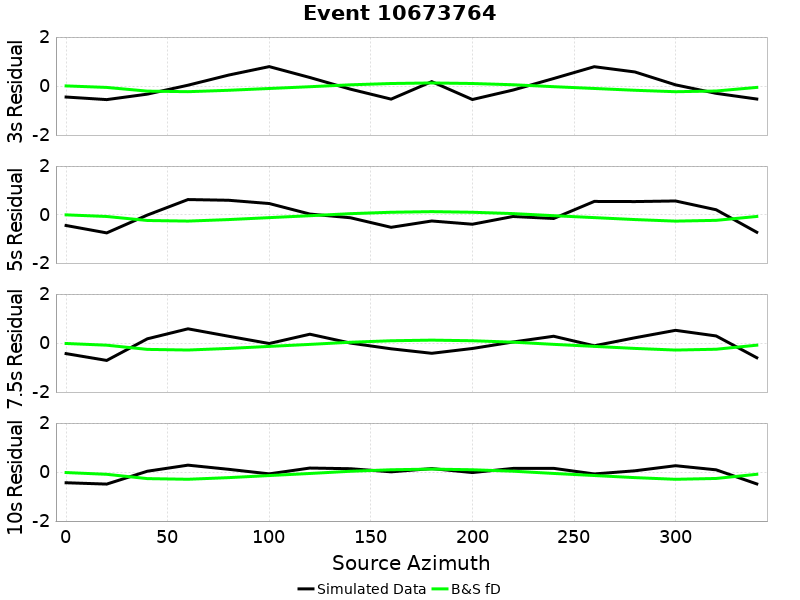 Event 10673764
3s Residual
2
0
-2
5s Residual
2
0
-2
7.5s Residual
2
0
-2
10s Residual
2
0
-2
0 50 100 150 200 250 300
Source Azimuth
Simulated Data B&S fD